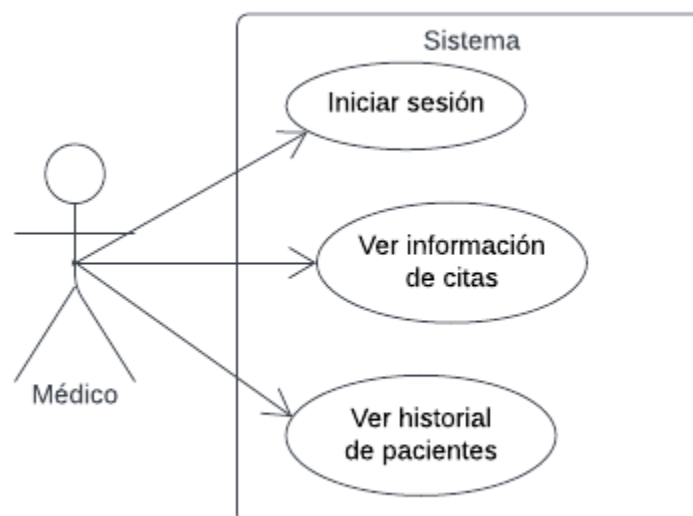 Sistema
Iniciar sesión
Ver información
de citas
Médico
Ver historial
de pacientes